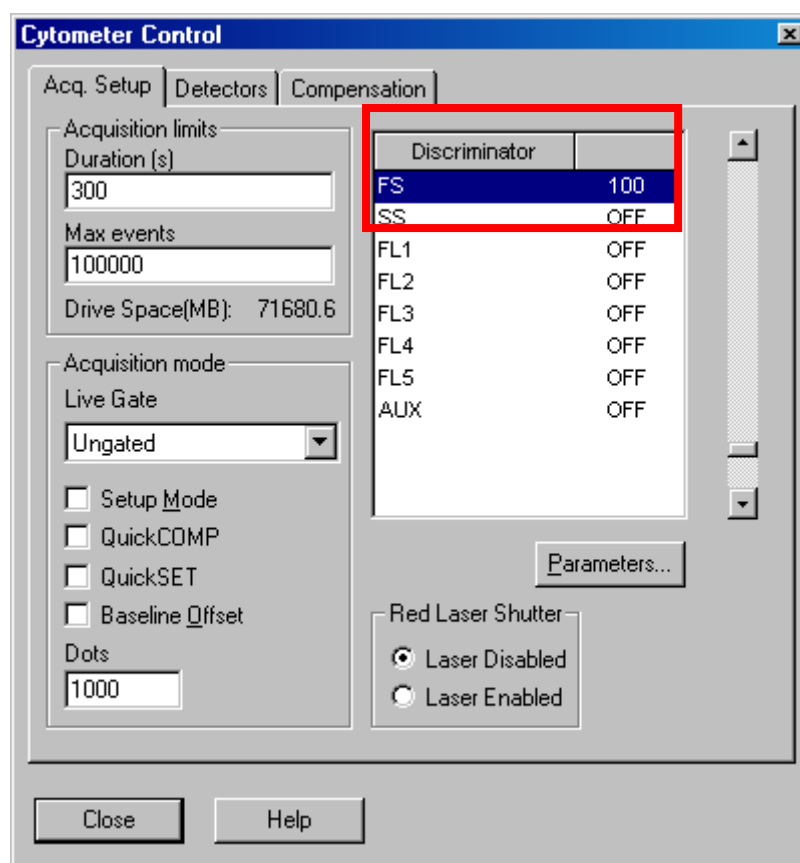 Cytometer Control
Acq. Setup Detectors Compensation
Acquisition limits
Duration (s)
300
Max events
100000
Drive Space(MB): 71680.6
Acquisition mode
Live Gate
Ungated
Setup Mode
QuickCOMP
QuickSET
Baseline Offset
Dots
1000
Discriminator
FS 100
SS OFF
FL1 OFF
FL2 OFF
FL3 OFF
FL4 OFF
FL5 OFF
AUX OFF
Parameters...
Red Laser Shutter
Laser Disabled
Laser Enabled
Close Help